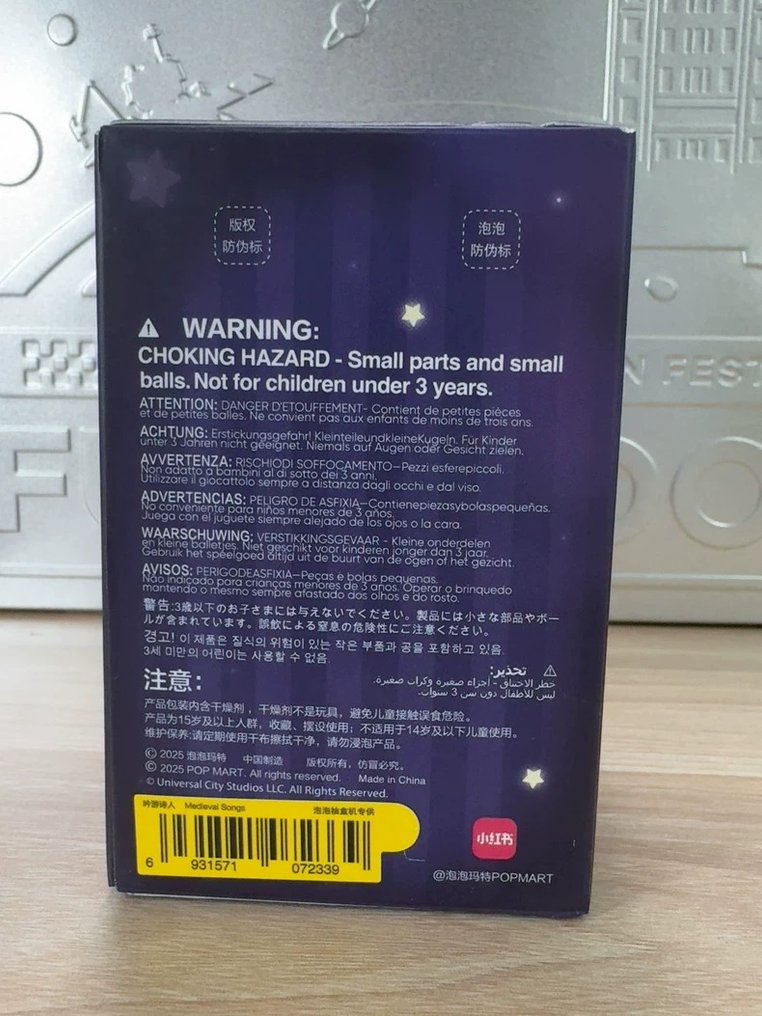 版权
防伪标
泡泡
防伪标
WARNING:
CHOKING HAZARD - Small parts and small
balls. Not for children under 3 years.
ATTENTION: DANGER D'ETOUFFEMENT- Contient de petites pièces
et de petites balles. Ne convient pas aux enfants de moins de trois ans.
ACHTUNG: Erstickungsgefahr! KleinteileundkleineKugeln. Für Kinder
unter 3 Jahren nicht geeignet. Niemals auf Augen oder Gesicht zielen.
AVVERTENZA: RISCHIODI SOFFOCAMENTO—Pezzi esferepiccoli.
Non adatto a bambini al di sotto dei 3 anni.
Utilizzare il giocattolo sempre a distanza dagli occhi e dal viso.
ADVERTENCIAS: PELIGRO DE ASFIXIA—Contienepiezasybolaspequeñas.
No conveniente para niños menores de 3 años.
Juega con el juguete siempre alejado de los ojos o la cara.
WAARSCHUWING: VERSTIKKINGSGEVAAR - Kleine onderdelen
en kleine balletjes. Niet geschikt voor kinderen jonger dan 3 jaar.
Gebruik het speelgoed altijd uit de buurt van de ogen of het gezicht.
AVISOS: PERIGODEASFIXIA—Peças e bolas pequenas.
Não indicado para crianças menores de 3 anos. Operar o brinquedo
mantendo o mesmo sempre afastado dos olhos e do rosto.
警告:3歳以下のお子さまには与えないでください。製品には小さな部品やボー
ルが含まれています。誤飲による窒息の危険性にご注意ください。
경고! 이 제품은 질식의 위험이 있는 작은 부품과 공을 포함하고 있음.
3세 미만의 어린이는 사용할 수 없음.
تحذير:
خطر الاختناق - أجزاء صغيرة وكرات صغيرة.
ليس للأطفال دون سن 3 سنوات.
注意:
产品包装内含干燥剂，干燥剂不是玩具，避免儿童接触误食危险。
产品为15岁及以上人群，收藏、摆设使用；不适用于14岁及以下儿童使用。
维护保养:请定期使用干布擦拭干净，请勿浸泡产品。
© 2025 泡泡玛特 中国制造 版权所有，仿冒必究。
© 2025 POP MART. All rights reserved. Made in China
© Universal City Studios LLC. All Rights Reserved.
吟游诗人 Medieval Songs 泡泡抽盒机专供
6 931571 072339
小红书
@泡泡玛特POPMART
N FEST